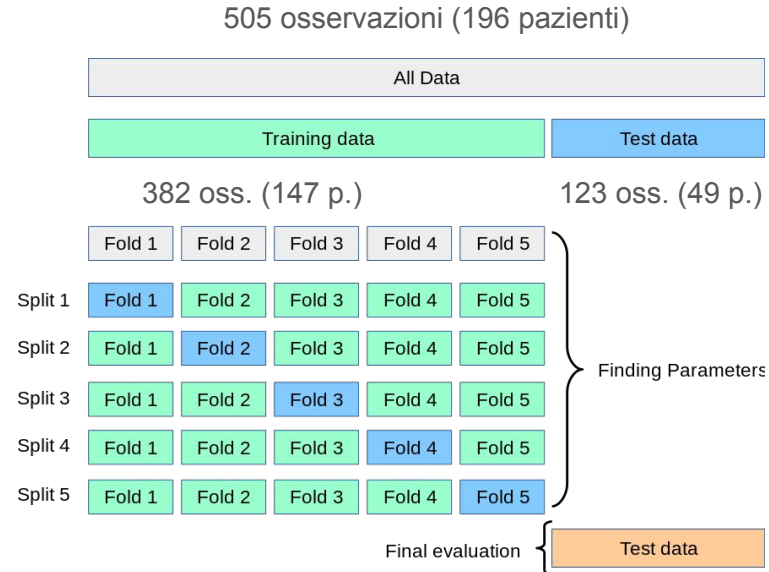 505 osservazioni (196 pazienti)
All Data
Training data Test data
382 oss. (147 p.) 123 oss. (49 p.)
Fold 1 Fold 2 Fold 3 Fold 4 Fold 5
Split 1 Fold 1 Fold 2 Fold 3 Fold 4 Fold 5
Split 2 Fold 1 Fold 2 Fold 3 Fold 4 Fold 5
Finding Parameters
Split 3 Fold 1 Fold 2 Fold 3 Fold 4 Fold 5
Split 4 Fold 1 Fold 2 Fold 3 Fold 4 Fold 5
Split 5 Fold 1 Fold 2 Fold 3 Fold 4 Fold 5
Final evaluation Test data